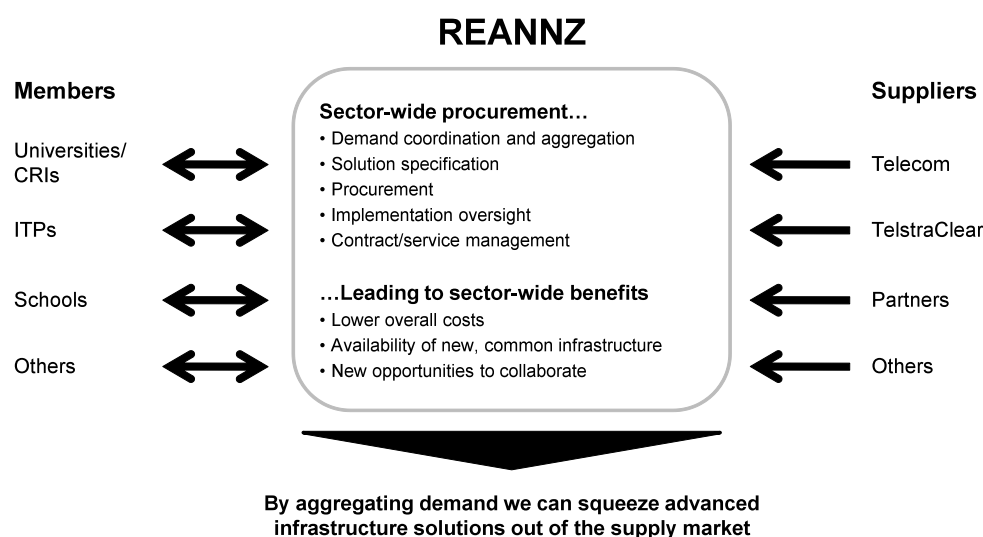 REANNZ
Members
Universities/
CRIs
ITPs
Schools
Others
Sector-wide procurement…
• Demand coordination and aggregation
• Solution specification
• Procurement
• Implementation oversight
• Contract/service management
…Leading to sector-wide benefits
• Lower overall costs
• Availability of new, common infrastructure
• New opportunities to collaborate
Suppliers
Telecom
TelstraClear
Partners
Others
By aggregating demand we can squeeze advanced
infrastructure solutions out of the supply market